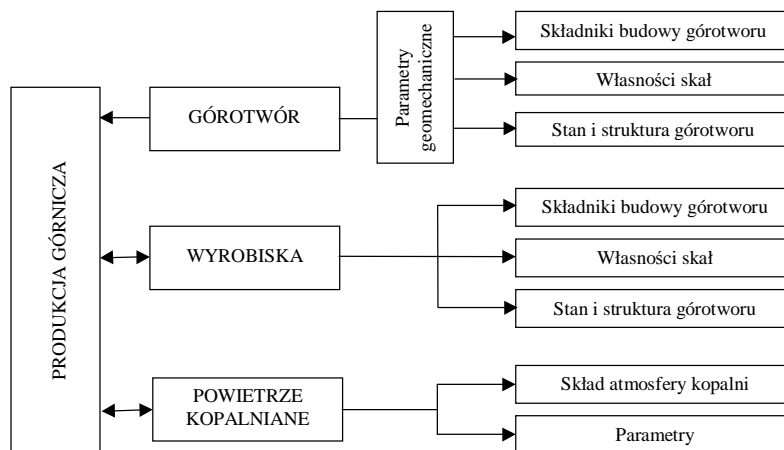 PRODUKCJA GÓRNICZA
GÓROTWÓR
Parametry
geomechaniczne
Składniki budowy górotworu
Własności skał
Stan i struktura górotworu
WYROBISKA
Składniki budowy górotworu
Własności skał
Stan i struktura górotworu
POWIETRZE
KOPALNIANE
Skład atmosfery kopalni
Parametry